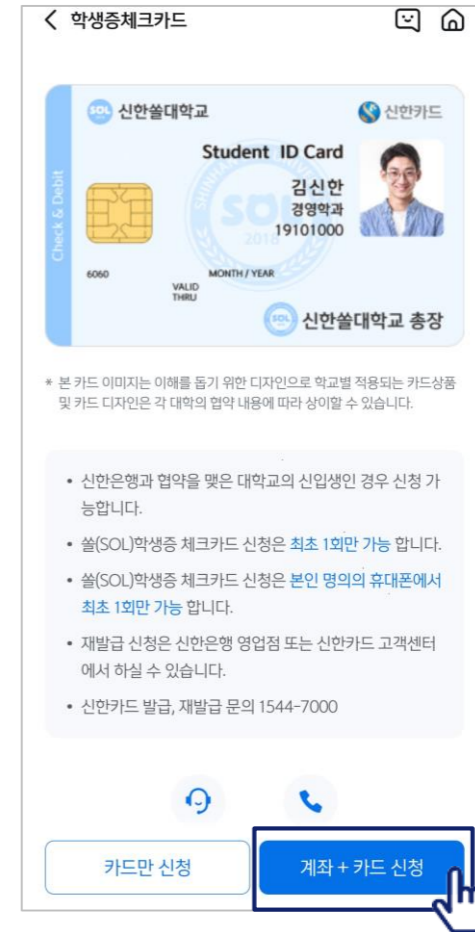 학생증체크카드
SOL 신한쏠대학교
신한카드
Student ID Card
김신한
경영학과
19101000
Check & Debit
SOL
2018
6060
MONTH / YEAR
VALID
THRU
SOL 신한쏠대학교 총장
* 본 카드 이미지는 이해를 돕기 위한 디자인으로 학교별 적용되는 카드상품
및 카드 디자인은 각 대학의 협약 내용에 따라 상이할 수 있습니다.
• 신한은행과 협약을 맺은 대학교의 신입생인 경우 신청 가
능합니다.
• 쏠(SOL)학생증 체크카드 신청은 최초 1회만 가능 합니다.
• 쏠(SOL)학생증 체크카드 신청은 본인 명의의 휴대폰에서
최초 1회만 가능 합니다.
• 재발급 신청은 신한은행 영업점 또는 신한카드 고객센터
에서 하실 수 있습니다.
• 신한카드 발급, 재발급 문의 1544-7000
카드만 신청
계좌 + 카드 신청